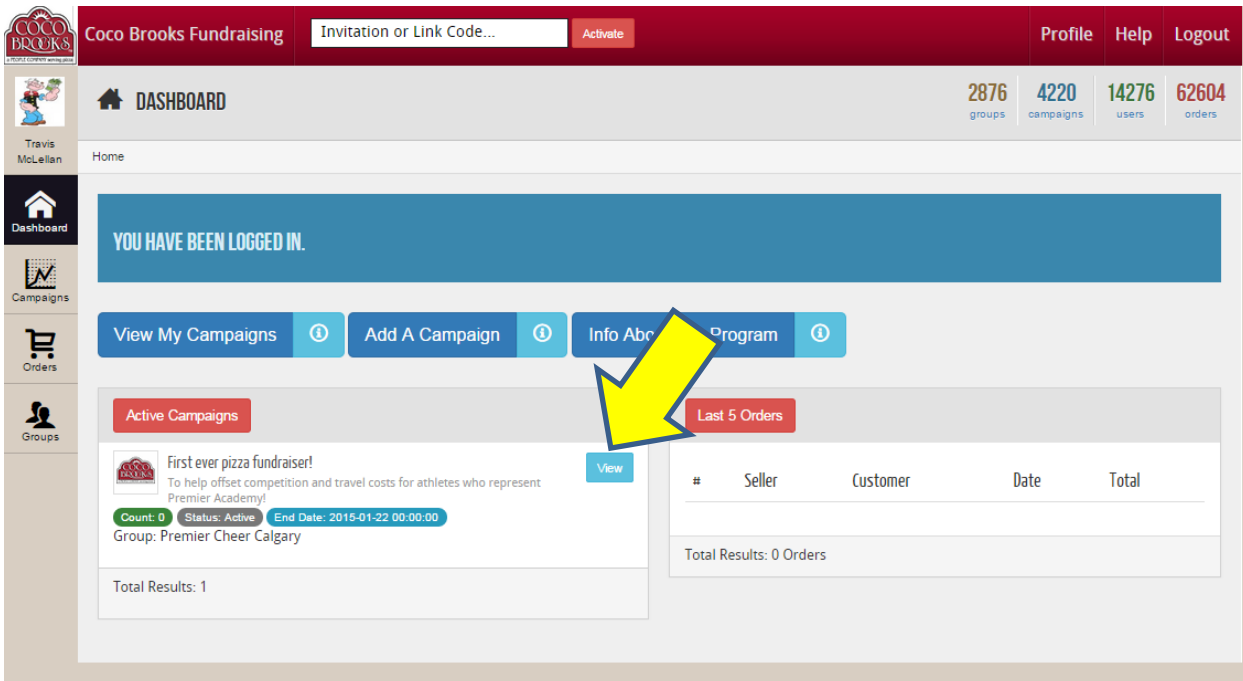 COCO
BROOKS
Coco Brooks Fundraising
Invitation or Link Code...
Activate
Profile Help Logout
Travis
McLellan
DASHBOARD
2876 4220 14276 62604
groups campaigns users orders
Home
Dashboard
Campaigns
Orders
Groups
YOU HAVE BEEN LOGGED IN.
View My Campaigns
Add A Campaign
Info Abo
Program
Active Campaigns
First ever pizza fundraiser!
To help offset competition and travel costs for athletes who represent
Premier Academy!
View
Count: 0 Status: Active End Date: 2015-01-22 00:00:00
Group: Premier Cheer Calgary
Total Results: 1
Last 5 Orders
# Seller Customer Date Total
Total Results: 0 Orders